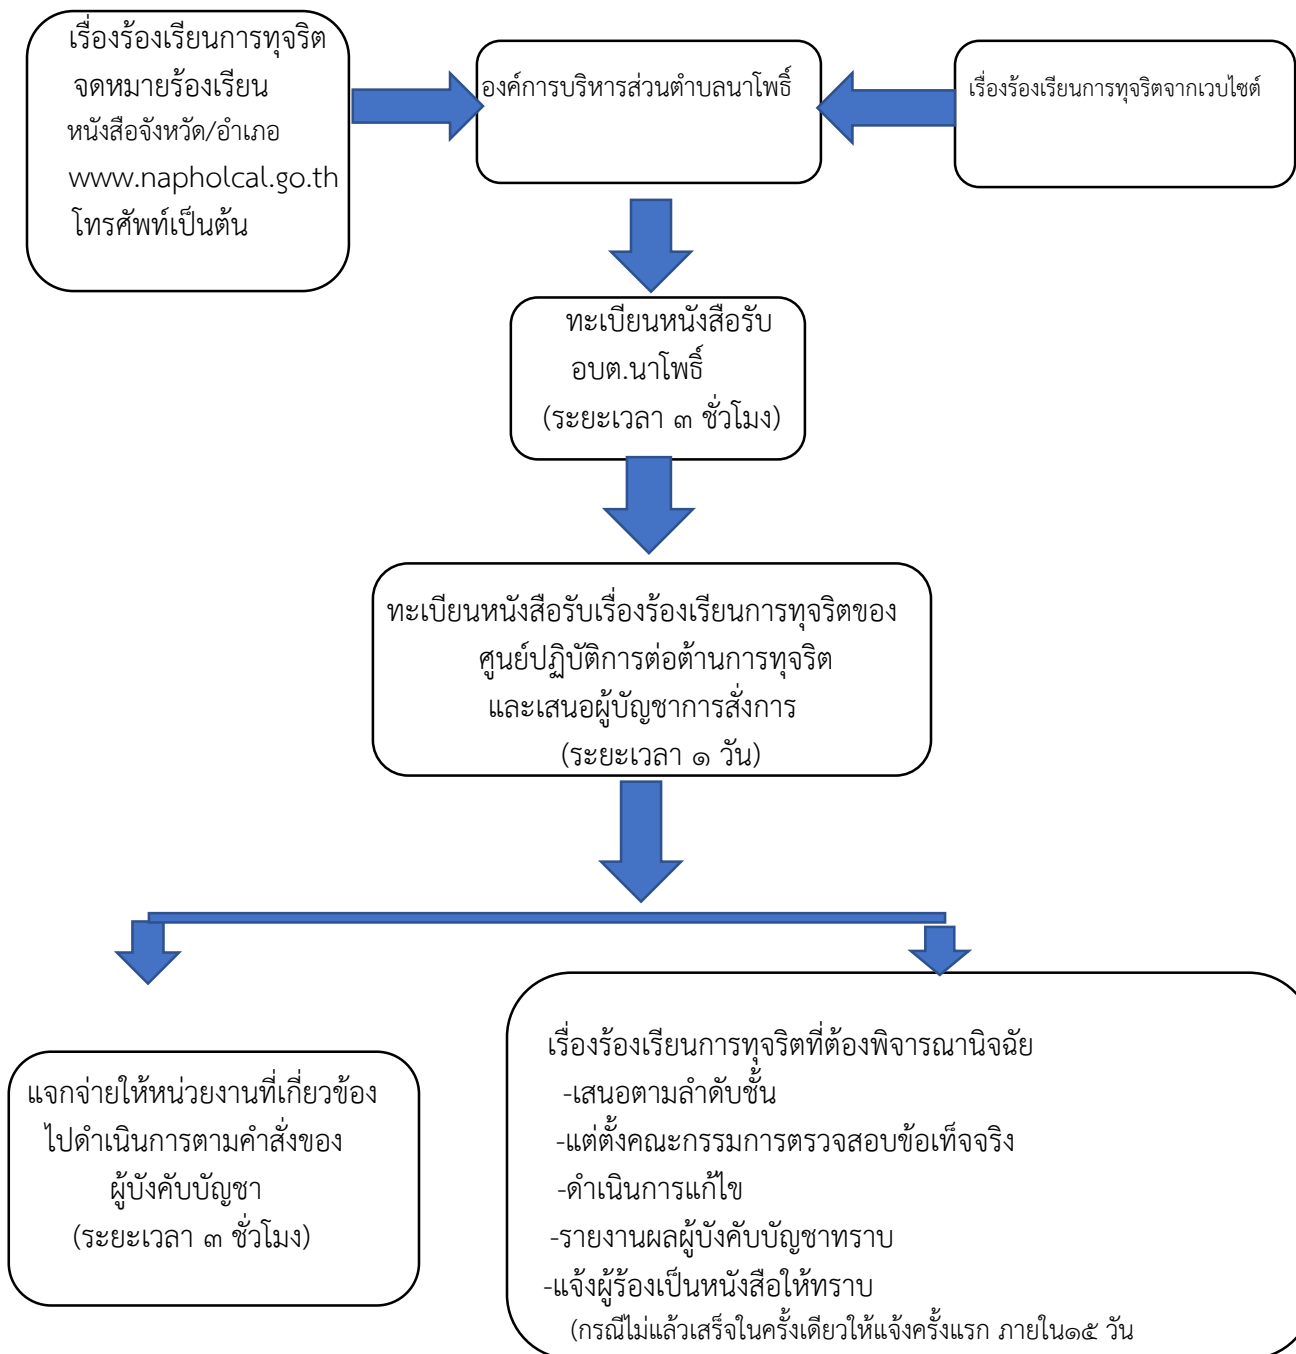 เรื่องร้องเรียนการทุจริต
จดหมายร้องเรียน
หนังสือจังหวัด/อำเภอ
www.napholcal.go.th
โทรศัพท์เป็นต้น
องค์การบริหารส่วนตำบลนาโพธิ์
เรื่องร้องเรียนการทุจริตจากเวบไซต์
ทะเบียนหนังสือรับ
อบต.นาโพธิ์
(ระยะเวลา ๓ ชั่วโมง)
ทะเบียนหนังสือรับเรื่องร้องเรียนการทุจริตของ
ศูนย์ปฏิบัติการต่อต้านการทุจริต
และเสนอผู้บัญชาการสั่งการ
(ระยะเวลา ๑ วัน)
แจกจ่ายให้หน่วยงานที่เกี่ยวข้อง
ไปดำเนินการตามคำสั่งของ
ผู้บังคับบัญชา
(ระยะเวลา ๓ ชั่วโมง)
เรื่องร้องเรียนการทุจริตที่ต้องพิจารณานิจฉัย
-เสนอตามลำดับชั้น
-แต่ตั้งคณะกรรมการตรวจสอบข้อเท็จจริง
-ดำเนินการแก้ไข
-รายงานผลผู้บังคับบัญชาทราบ
-แจ้งผู้ร้องเป็นหนังสือให้ทราบ
(กรณีไม่แล้วเสร็จในครั้งเดียวให้แจ้งครั้งแรก ภายใน๑๕ วัน